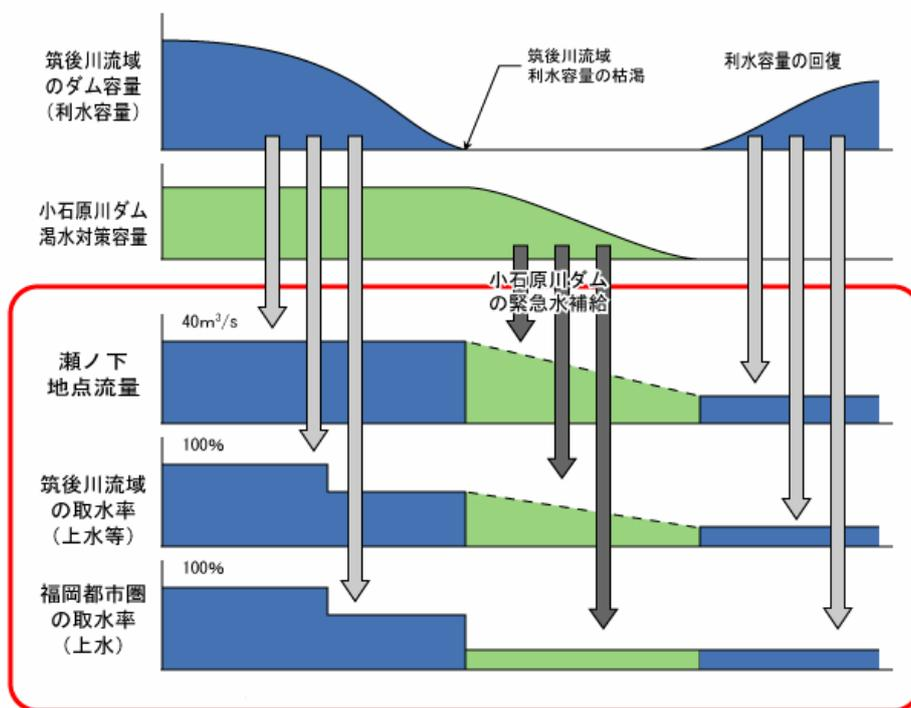 筑後川流域
のダム容量
（利水容量）
筑後川流域
利水容量の枯渇
利水容量の回復
小石原川ダム
渇水対策容量
小石原川ダム
の緊急水補給
40m³/s
瀬ノ下
地点流量
100%
筑後川流域
の取水率
（上水等）
100%
福岡都市圏
の取水率
（上水）